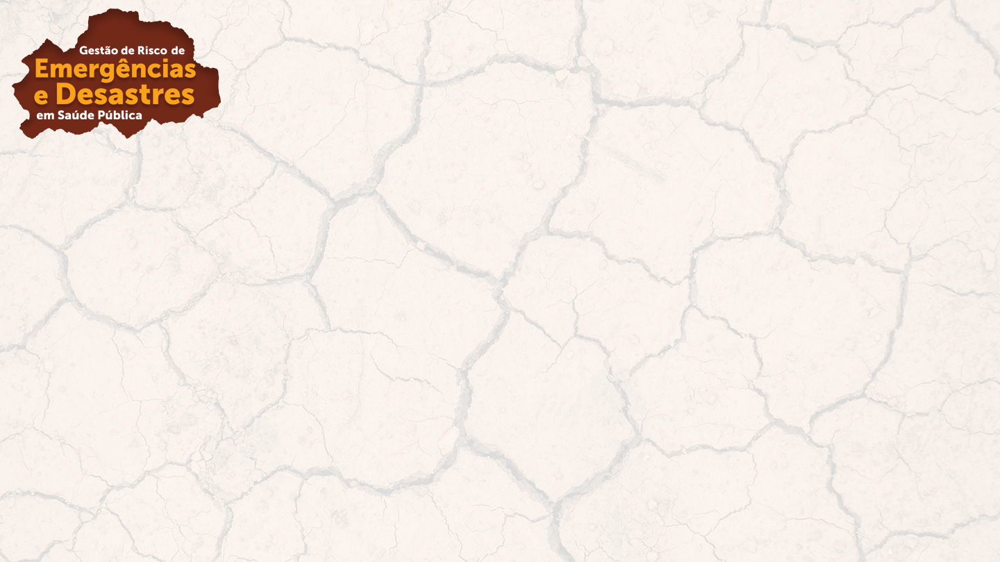 Gestão de Risco de
Emergências
e Desastres
em Saúde Pública